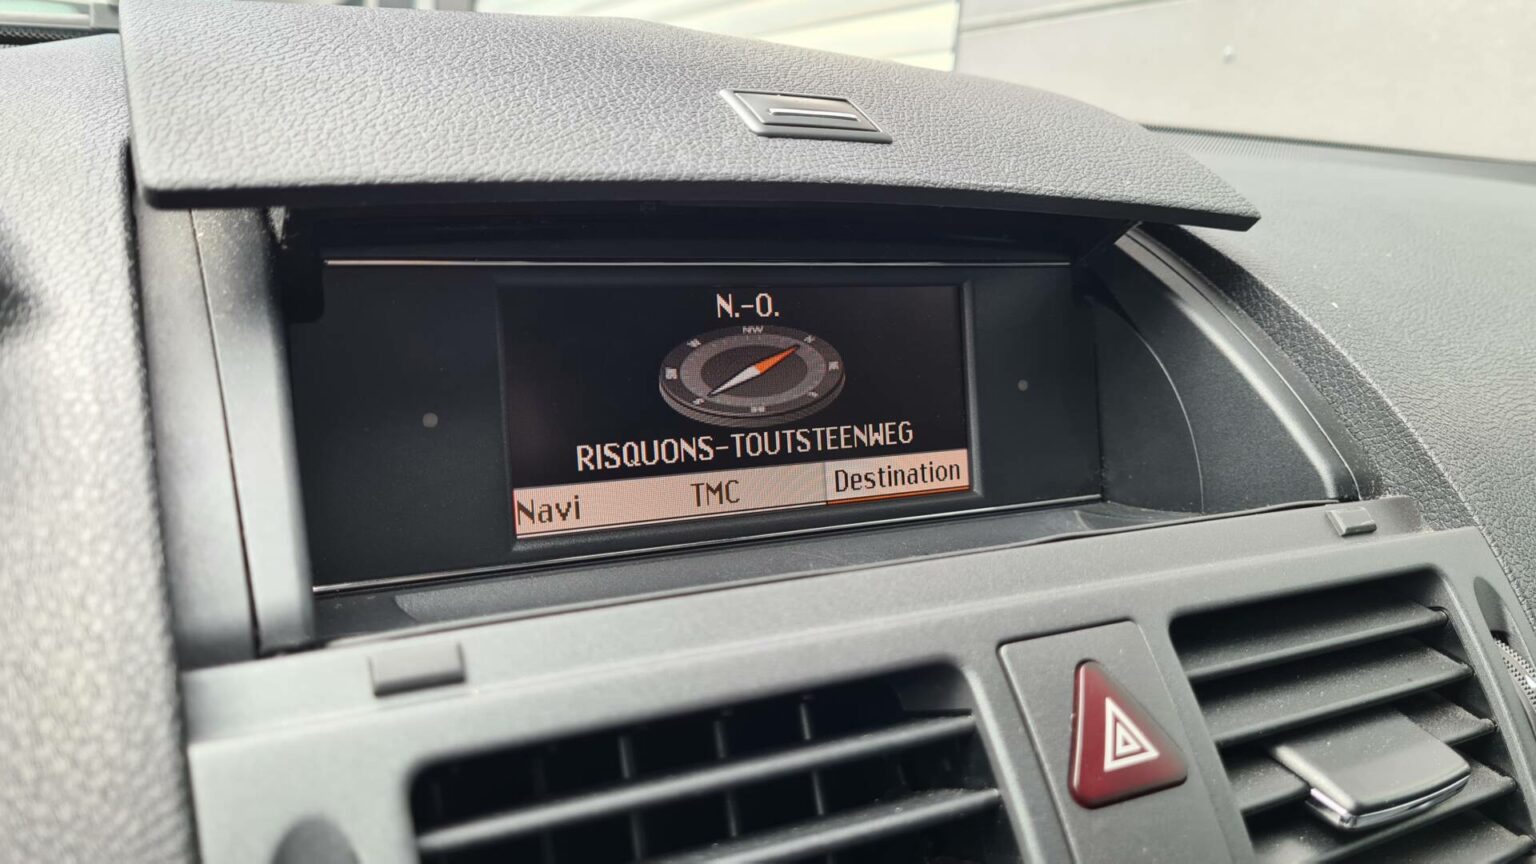 N.-O.
NW
N
RISQUONS-TOUTSTEENWEG
Navi TMC Destination